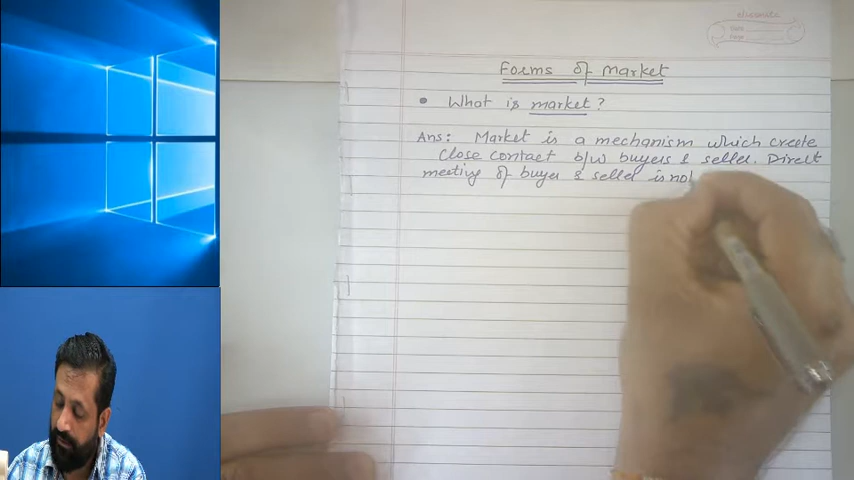 Forms of market
• What is market?
Ans: Market is a mechanism which create
close contact b/w buyers & seller. Direct
meeting of buyer & seller is not